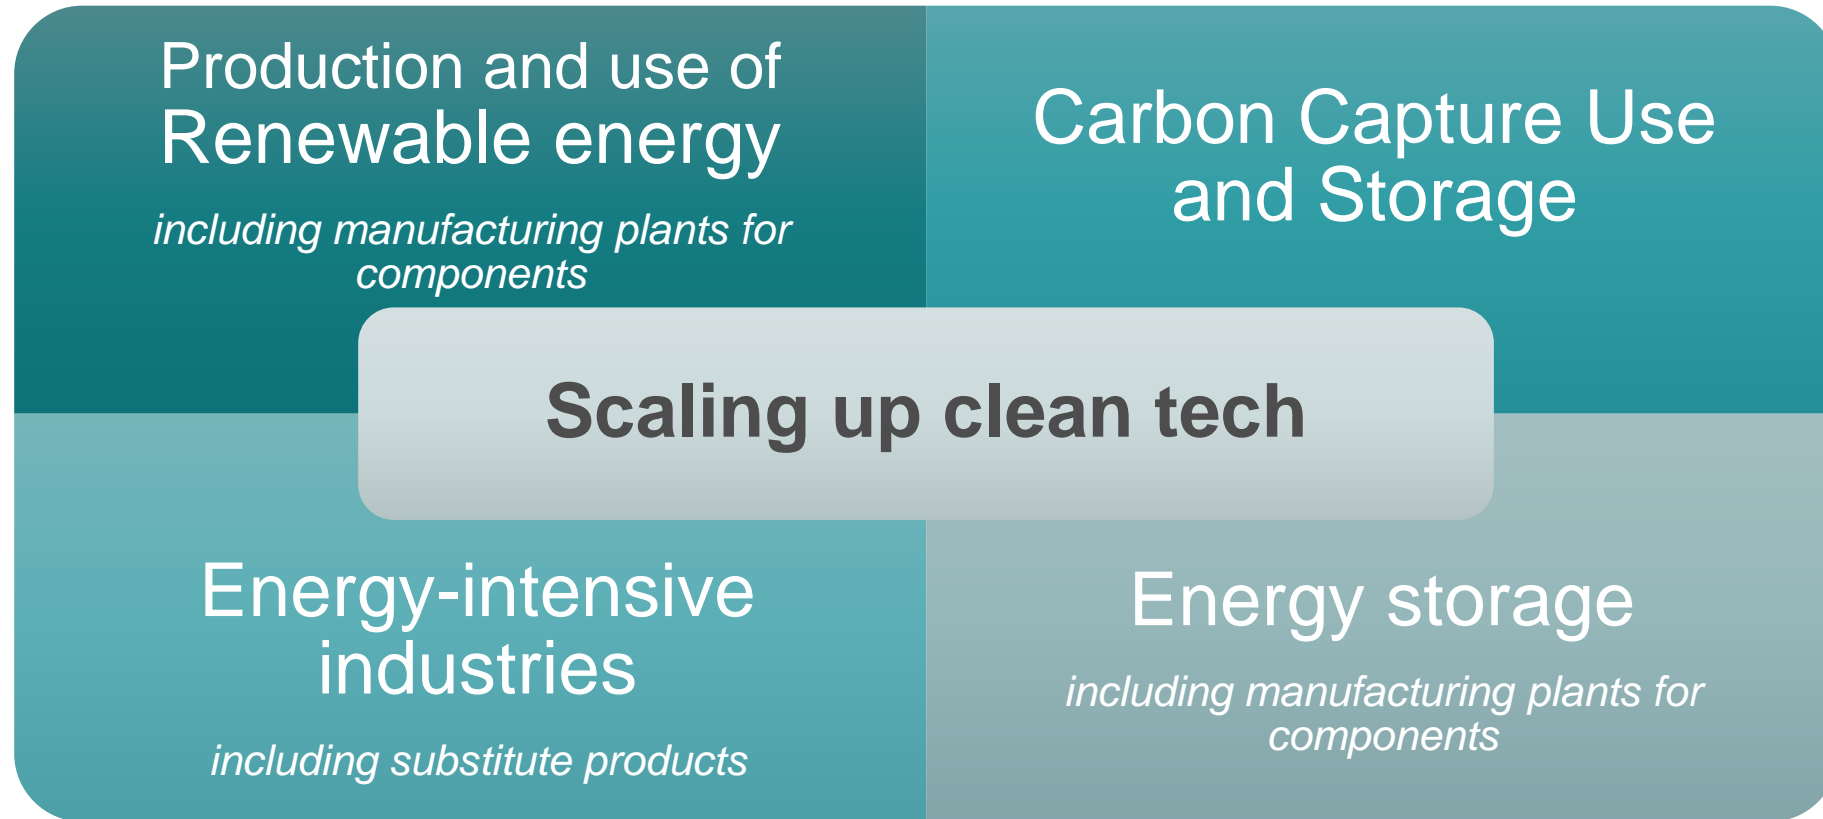 Production and use of
Renewable energy
including manufacturing plants for
components
Carbon Capture Use
and Storage
Scaling up clean tech
Energy-intensive
industries
including substitute products
Energy storage
including manufacturing plants for
components